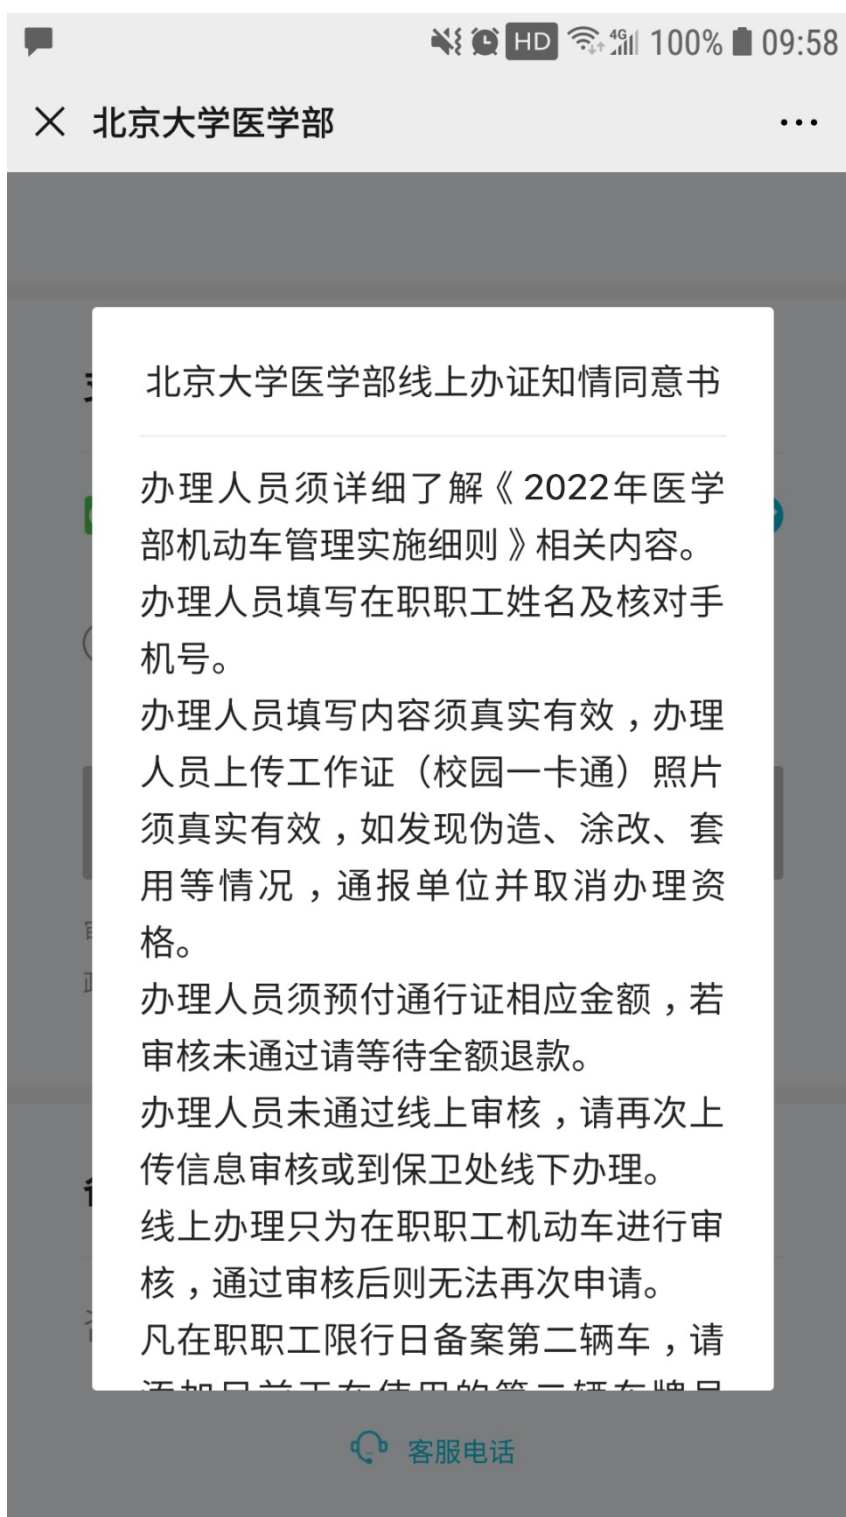 HD 4G 100% 09:58
北京大学医学部
北京大学医学部线上办证知情同意书
办理人员须详细了解《2022年医学
部机动车管理实施细则》相关内容。
办理人员填写在职职工姓名及核对手
机号。
办理人员填写内容须真实有效，办理
人员上传工作证（校园一卡通）照片
须真实有效，如发现伪造、涂改、套
用等情况，通报单位并取消办理资
格。
办理人员须预付通行证相应金额，若
审核未通过请等待全额退款。
办理人员未通过线上审核，请再次上
传信息审核或到保卫处线下办理。
线上办理只为在职职工机动车进行审
核，通过审核后则无法再次申请。
凡在职职工限行日备案第二辆车，请
客服电话